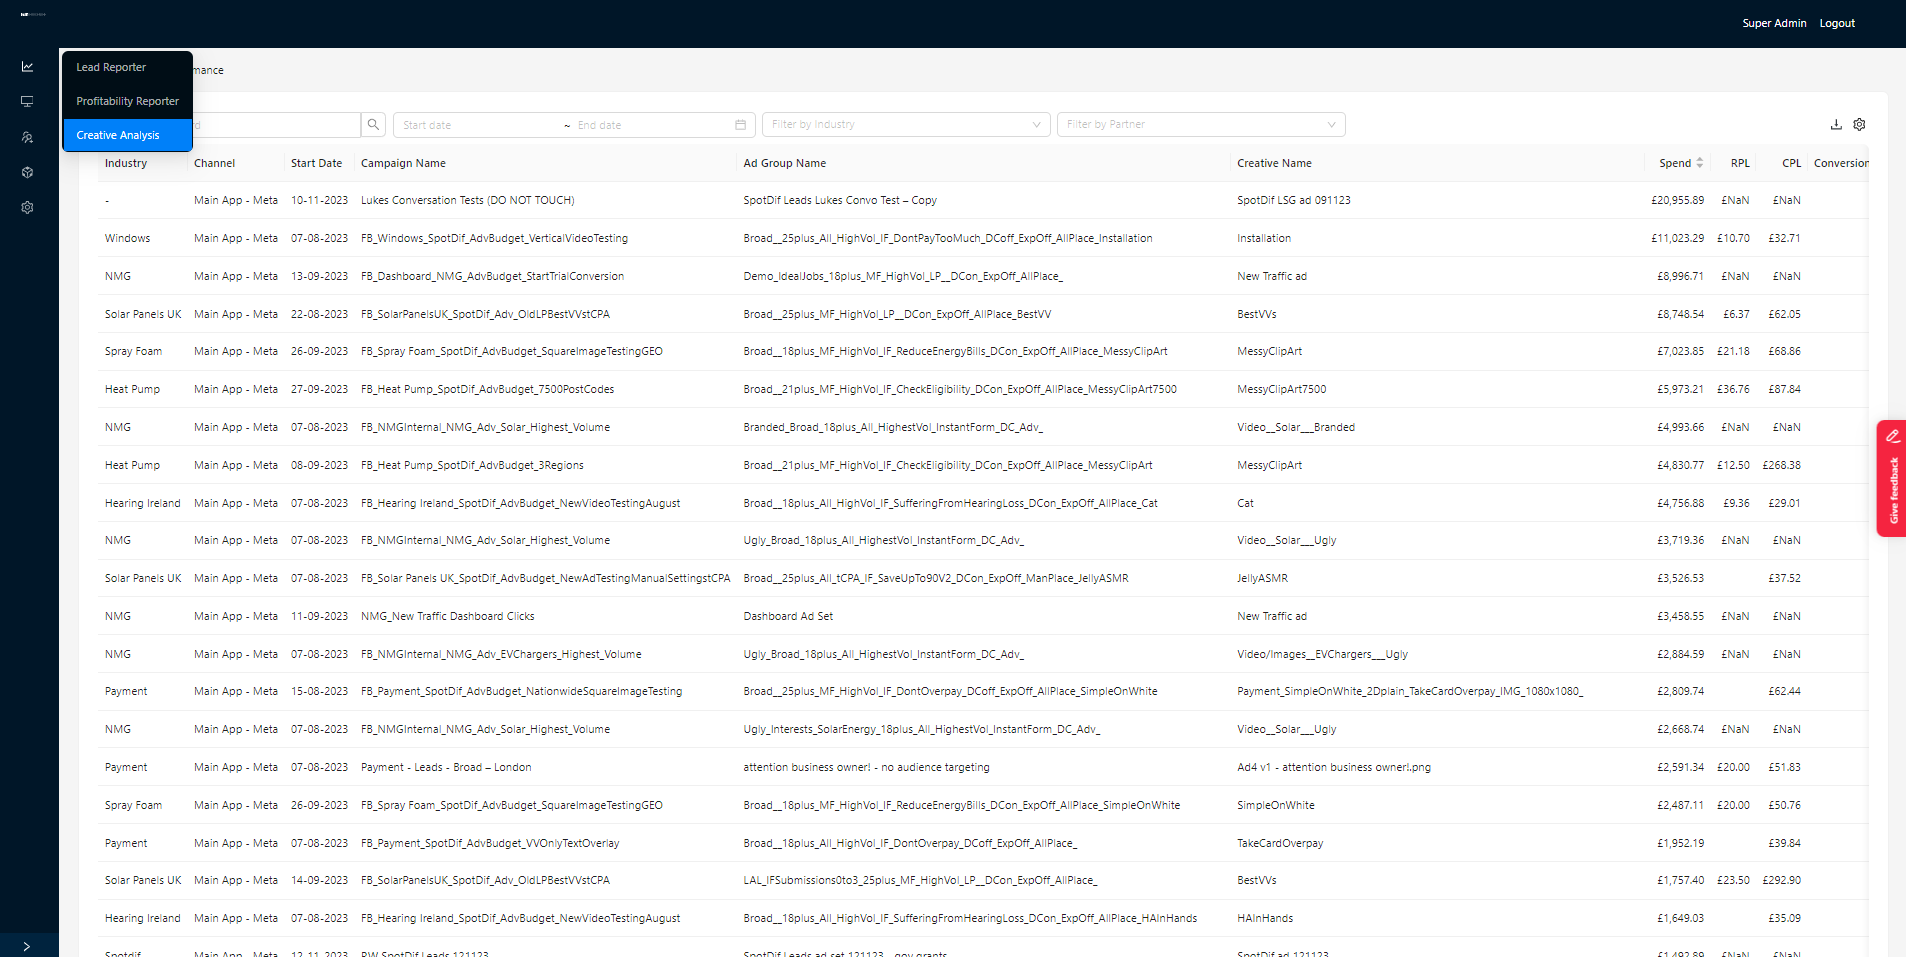 Super Admin Logout
Lead Reporter
Profitability Reporter
Creative Analysis
mance
Start date ~ End date Filter by Industry Filter by Partner
Industry Channel Start Date Campaign Name Ad Group Name Creative Name Spend RPL CPL Conversion
- Main App - Meta 10-11-2023 Lukes Conversation Tests (DO NOT TOUCH) SpotDif Leads Lukes Convo Test – Copy SpotDif LSG ad 091123 £20,955.89 £NaN £NaN
Windows Main App - Meta 07-08-2023 FB_Windows_SpotDif_AdvBudget_VerticalVideoTesting Broad__25plus_All_HighVol_IF_DontPayTooMuch_DCoff_ExpOff_AllPlace_Installation Installation £11,023.29 £10.70 £32.71
NMG Main App - Meta 13-09-2023 FB_Dashboard_NMG_AdvBudget_StartTrialConversion Demo_IdealJobs_18plus_MF_HighVol_LP__DCon_ExpOff_AllPlace_ New Traffic ad £8,996.71 £NaN £NaN
Solar Panels UK Main App - Meta 22-08-2023 FB_SolarPanelsUK_SpotDif_Adv_OldLPBestVVstCPA Broad__25plus_MF_HighVol_LP__DCon_ExpOff_AllPlace_BestVV BestVVs £8,748.54 £6.37 £62.05
Spray Foam Main App - Meta 26-09-2023 FB_Spray Foam_SpotDif_AdvBudget_SquareImageTestingGEO Broad__18plus_MF_HighVol_IF_ReduceEnergyBills_DCon_ExpOff_AllPlace_MessyClipArt MessyClipArt £7,023.85 £21.18 £68.86
Heat Pump Main App - Meta 27-09-2023 FB_Heat Pump_SpotDif_AdvBudget_7500PostCodes Broad__21plus_MF_HighVol_IF_CheckEligibility_DCon_ExpOff_AllPlace_MessyClipArt7500 MessyClipArt7500 £5,973.21 £36.76 £87.84
NMG Main App - Meta 07-08-2023 FB_NMGInternal_NMG_Adv_Solar_Highest_Volume Branded_Broad_18plus_All_HighestVol_InstantForm_DC_Adv_ Video__Solar___Branded £4,993.66 £NaN £NaN
Heat Pump Main App - Meta 08-09-2023 FB_Heat Pump_SpotDif_AdvBudget_3Regions Broad__21plus_MF_HighVol_IF_CheckEligibility_DCon_ExpOff_AllPlace_MessyClipArt MessyClipArt £4,830.77 £12.50 £268.38
Hearing Ireland Main App - Meta 07-08-2023 FB_Hearing Ireland_SpotDif_AdvBudget_NewVideoTestingAugust Broad__18plus_All_HighVol_IF_SufferingFromHearingLoss_DCon_ExpOff_AllPlace_Cat Cat £4,756.88 £9.36 £29.01
NMG Main App - Meta 07-08-2023 FB_NMGInternal_NMG_Adv_Solar_Highest_Volume Ugly_Broad_18plus_All_HighestVol_InstantForm_DC_Adv_ Video__Solar___Ugly £3,719.36 £NaN £NaN
Solar Panels UK Main App - Meta 07-08-2023 FB_Solar Panels UK_SpotDif_AdvBudget_NewAdTestingManualSettingstCPA Broad__25plus_All_tCPA_IF_SaveUpTo90V2_DCon_ExpOff_ManPlace_JellyASMR JellyASMR £3,526.53 £37.52
NMG Main App - Meta 11-09-2023 NMG_New Traffic Dashboard Clicks Dashboard Ad Set New Traffic ad £3,458.55 £NaN £NaN
NMG Main App - Meta 07-08-2023 FB_NMGInternal_NMG_Adv_EVChargers_Highest_Volume Ugly_Broad_18plus_All_HighestVol_InstantForm_DC_Adv_ Video/Images__EVChargers___Ugly £2,884.59 £NaN £NaN
Payment Main App - Meta 15-08-2023 FB_Payment_SpotDif_AdvBudget_NationwideSquareImageTesting Broad__25plus_MF_HighVol_IF_DontOverpay_DCoff_ExpOff_AllPlace_SimpleOnWhite Payment_SimpleOnWhite_2Dplain_TakeCardOverpay_IMG_1080x1080_ £2,809.74 £62.44
NMG Main App - Meta 07-08-2023 FB_NMGInternal_NMG_Adv_Solar_Highest_Volume Ugly_Interests_SolarEnergy_18plus_All_HighestVol_InstantForm_DC_Adv_ Video__Solar___Ugly £2,668.74 £NaN £NaN
Payment Main App - Meta 07-08-2023 Payment - Leads - Broad – London attention business owner! - no audience targeting Ad4 v1 - attention business owner!.png £2,591.34 £20.00 £51.83
Spray Foam Main App - Meta 26-09-2023 FB_Spray Foam_SpotDif_AdvBudget_SquareImageTestingGEO Broad__18plus_MF_HighVol_IF_ReduceEnergyBills_DCon_ExpOff_AllPlace_SimpleOnWhite SimpleOnWhite £2,487.11 £20.00 £50.76
Payment Main App - Meta 07-08-2023 FB_Payment_SpotDif_AdvBudget_VVOnlyTextOverlay Broad__18plus_All_HighVol_IF_DontOverpay_DCoff_ExpOff_AllPlace_ TakeCardOverpay £1,952.19 £39.84
Solar Panels UK Main App - Meta 14-09-2023 FB_SolarPanelsUK_SpotDif_Adv_OldLPBestVVstCPA LAL_IFSubmissions0to3_25plus_MF_HighVol_LP__DCon_ExpOff_AllPlace_ BestVVs £1,757.40 £23.50 £292.90
Hearing Ireland Main App - Meta 07-08-2023 FB_Hearing Ireland_SpotDif_AdvBudget_NewVideoTestingAugust Broad__18plus_All_HighVol_IF_SufferingFromHearingLoss_DCon_ExpOff_AllPlace_HAInHands HAInHands £1,649.03 £35.09
Spotdif Main App - Meta 12-11-2023 PW SpotDif Leads 121123 SpotDif Leads ad set 121123 SpotDif ad 121123 £1,492.89 £NaN £NaN
Give feedback